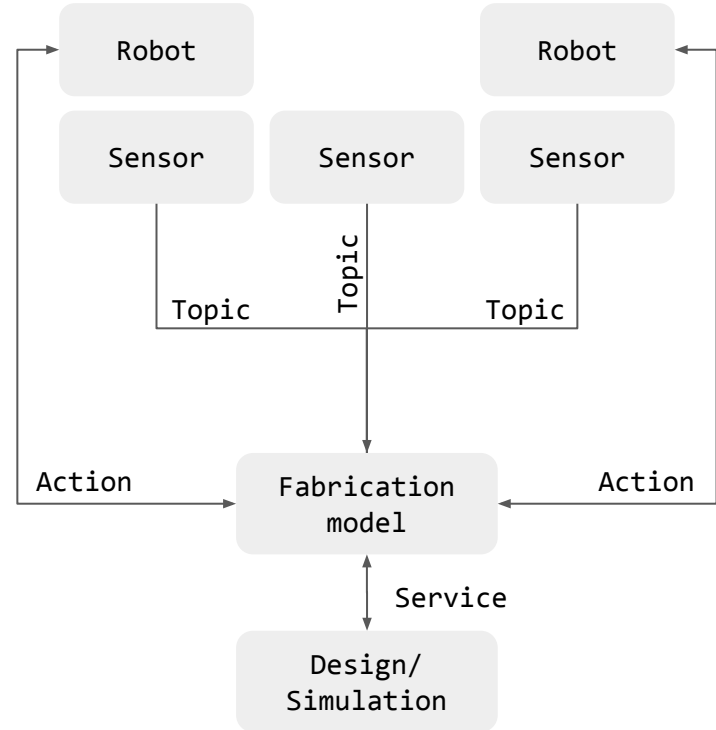 Robot
Robot
Sensor
Sensor
Sensor
Topic
Topic
Topic
Action
Fabrication
model
Action
Service
Design/
Simulation